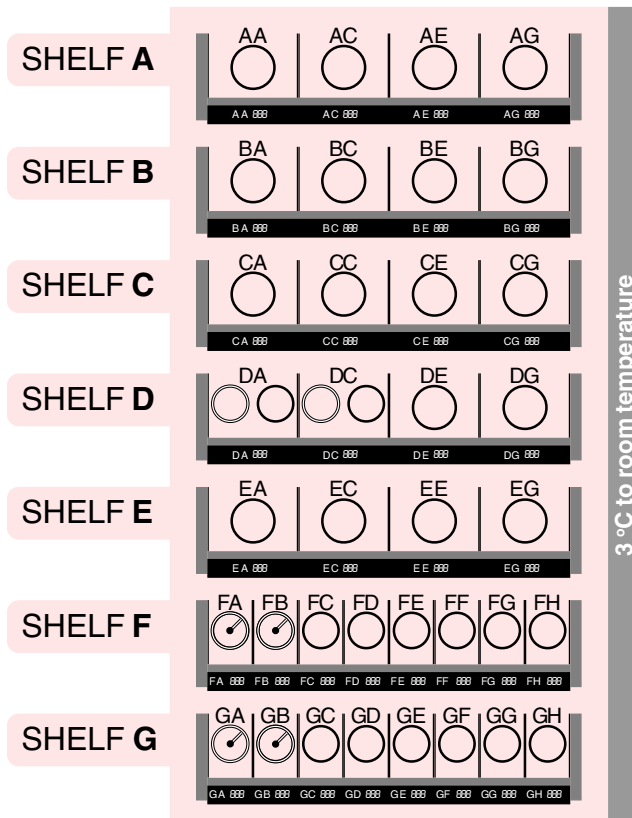 SHELF A
AA AC AE AG
AA 888 AC 888 AE 888 AG 888
SHELF B
BA BC BE BG
BA 888 BC 888 BE 888 BG 888
SHELF C
CA CC CE CG
CA 888 CC 888 CE 888 CG 888
SHELF D
DA DC DE DG
DA 888 DC 888 DE 888 DG 888
SHELF E
EA EC EE EG
EA 888 EC 888 EE 888 EG 888
SHELF F
FA FB FC FD FE FF FG FH
FA 888 FB 888 FC 888 FD 888 FE 888 FF 888 FG 888 FH 888
SHELF G
GA GB GC GD GE GF GG GH
GA 888 GB 888 GC 888 GD 888 GE 888 GF 888 GG 888 GH 888
3 ºC to room temperature